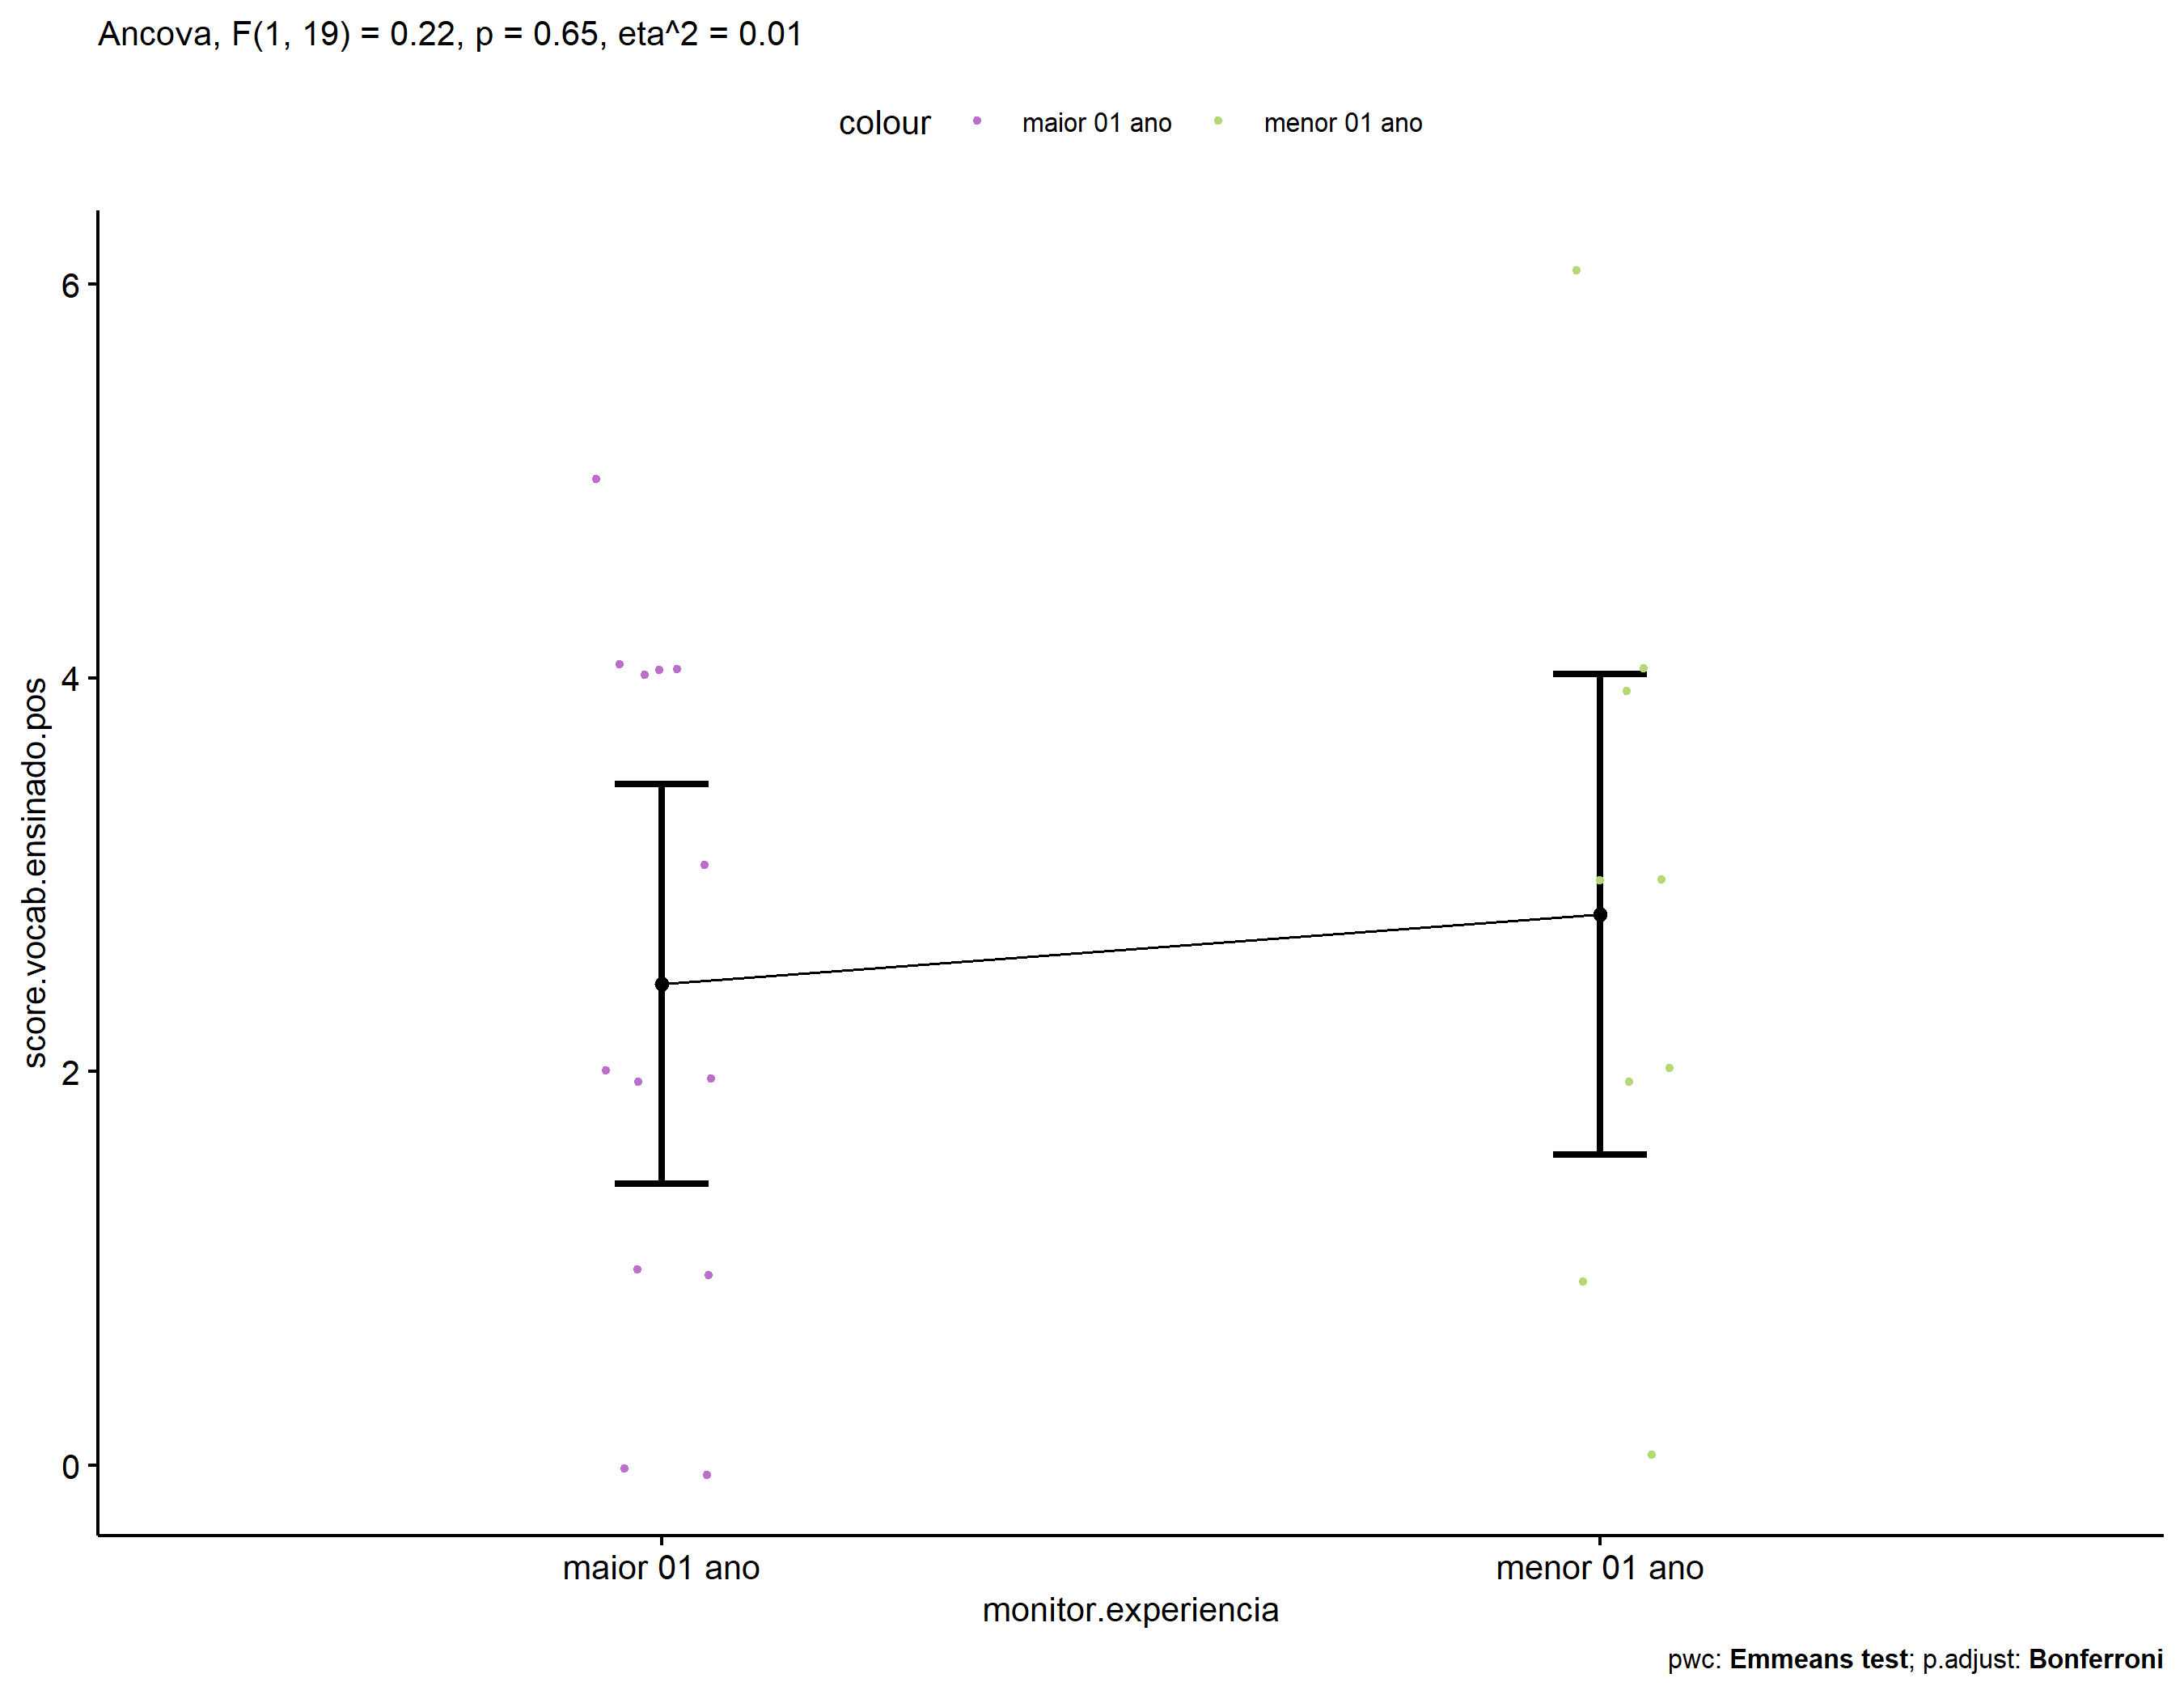 Ancova, F(1, 19) = 0.22, p = 0.65, eta^2 = 0.01
colour maior 01 ano menor 01 ano
score.vocab.ensinado.pos
6
4
2
0
maior 01 ano menor 01 ano
monitor.experiencia
pwc: Emmeans test; p.adjust: Bonferroni